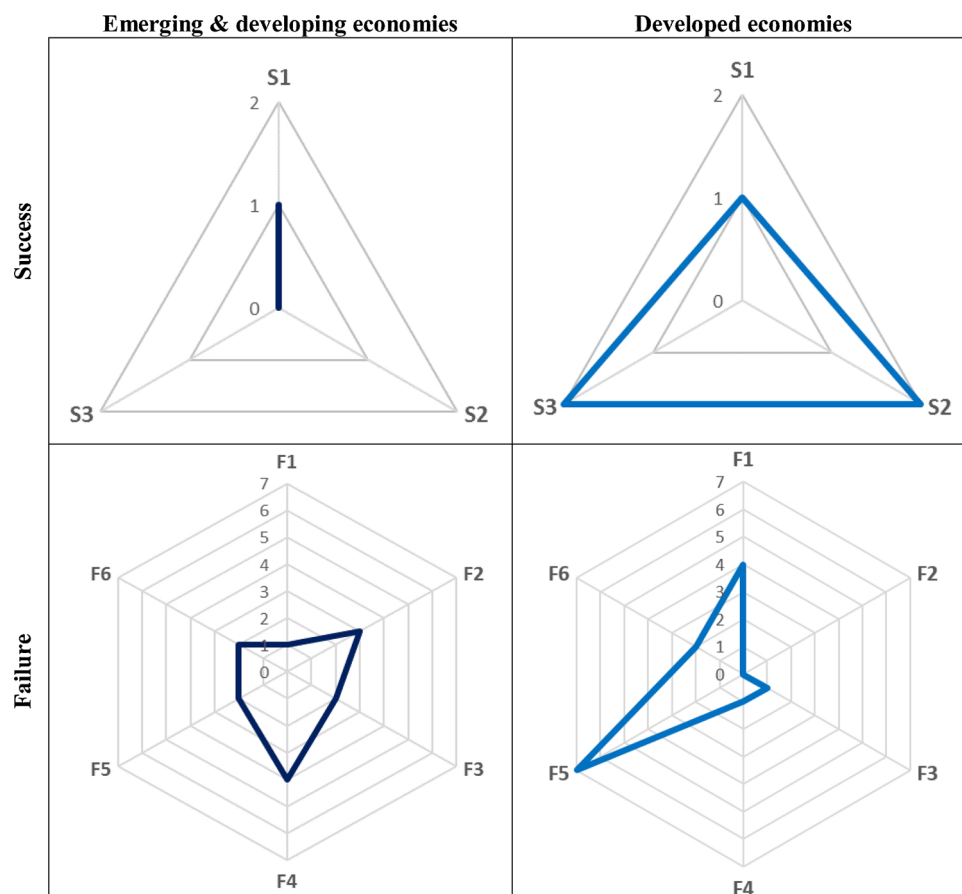 Emerging & developing economies
Developed economies
Success
S1
2
1
0
S3
S2
S1
2
1
0
S3
S2
Failure
F1
7
6
5
4
3
2
1
0
F6
F2
F5
F3
F4
F1
7
6
5
4
3
2
1
0
F6
F2
F5
F3
F4